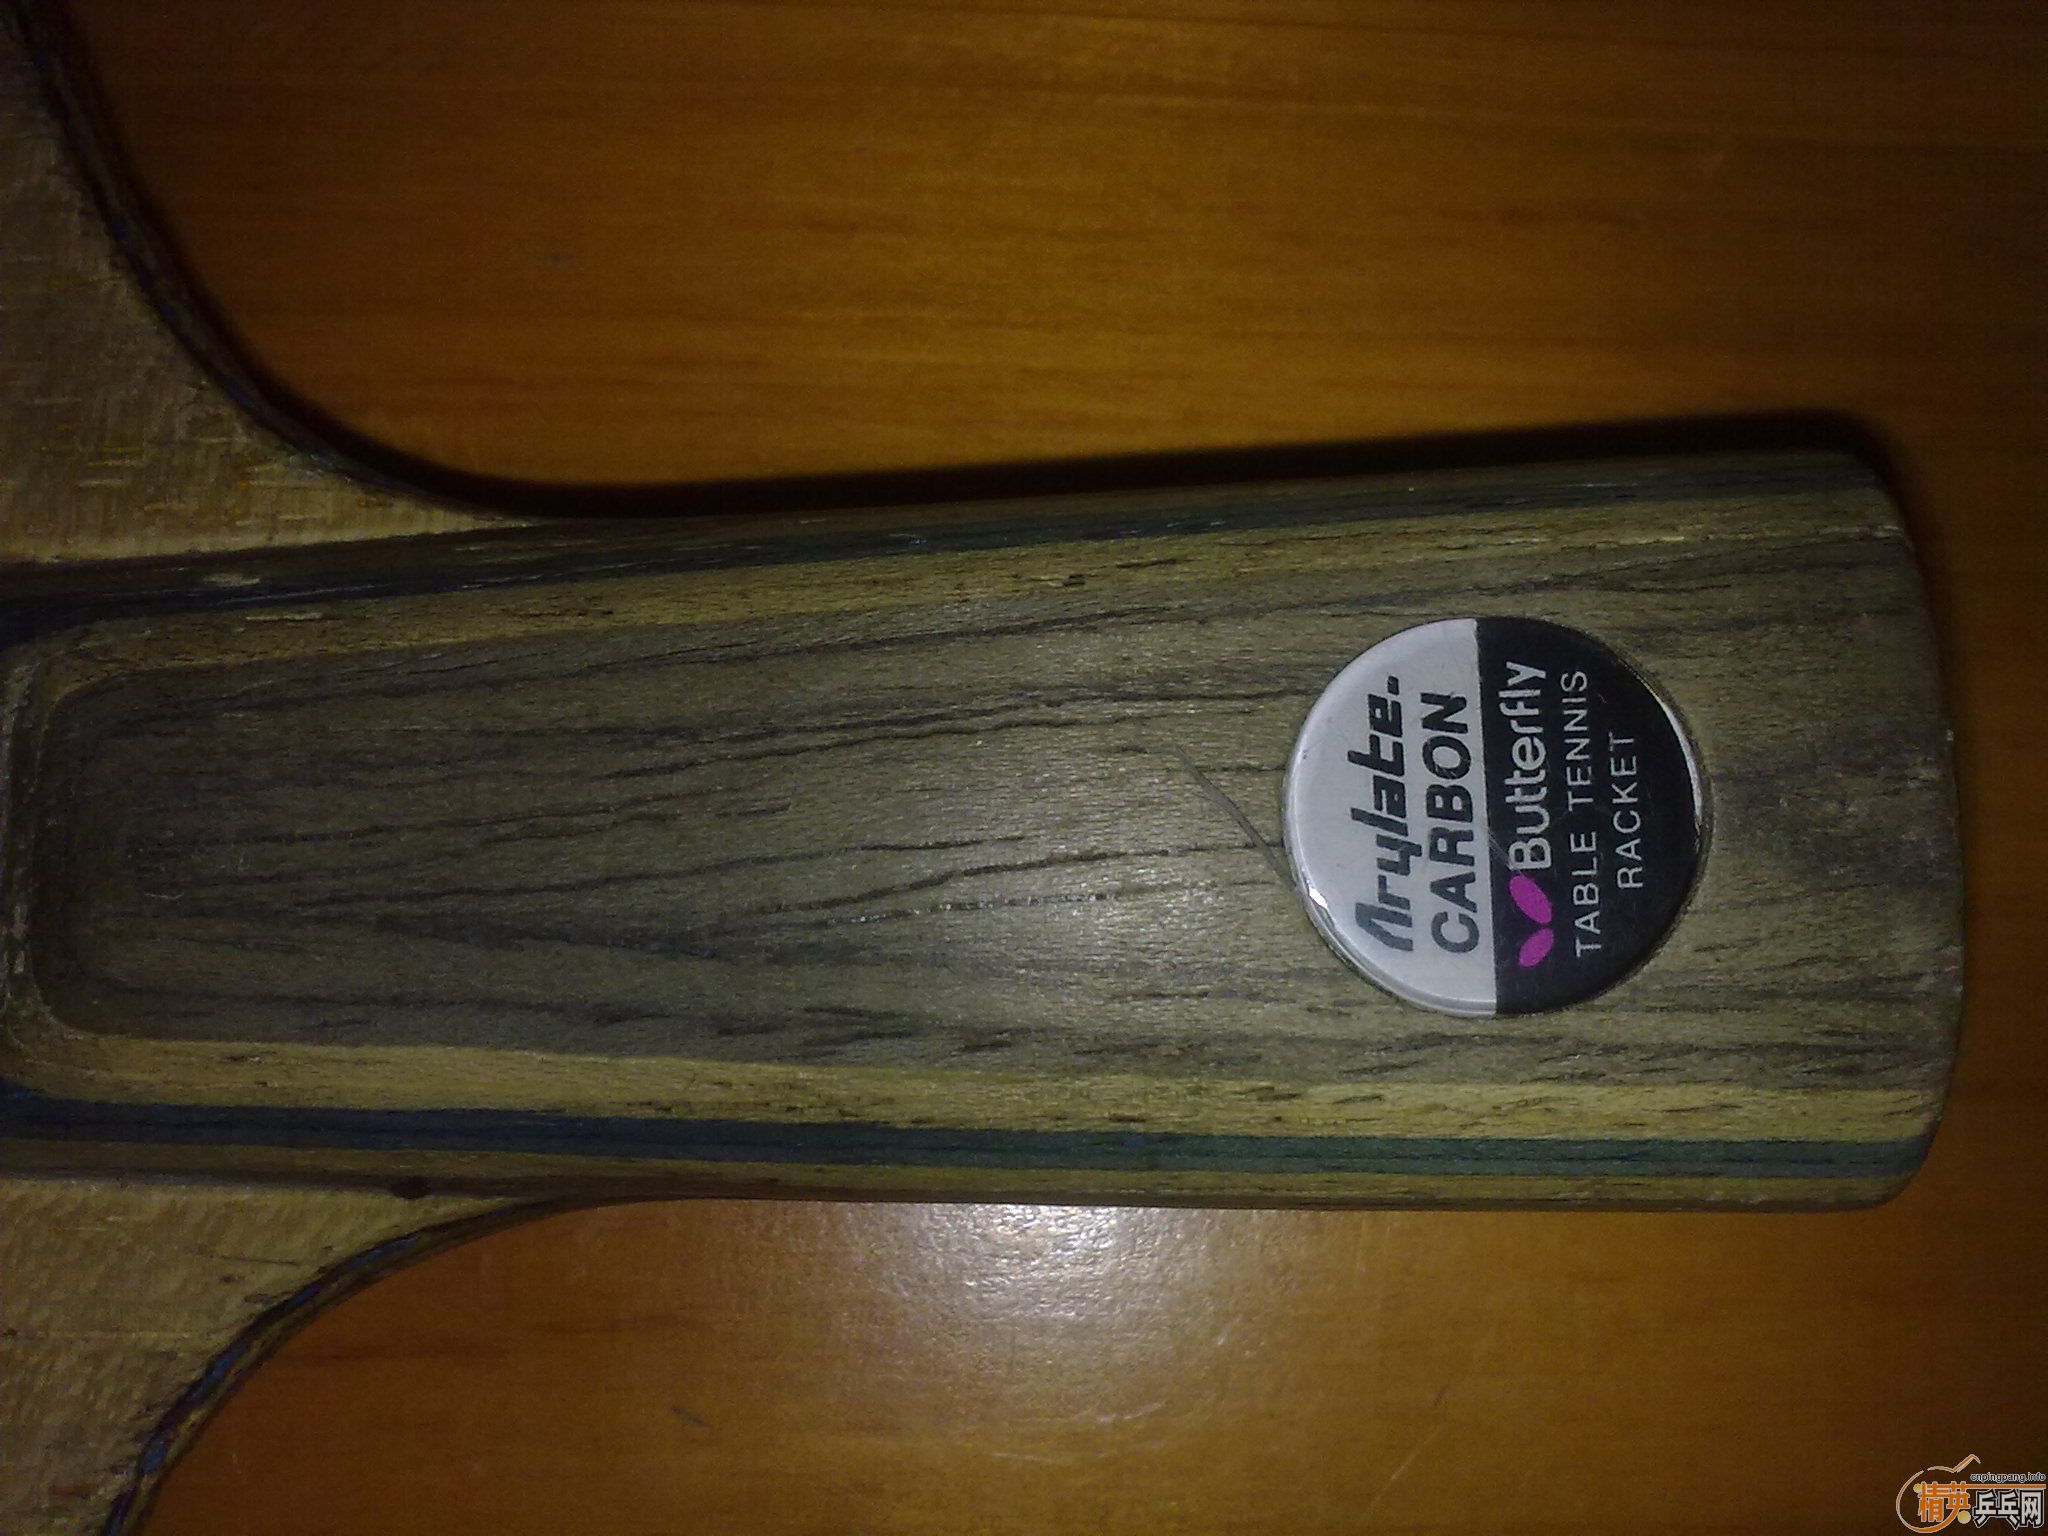 Arylate.
CARBON
Butterfly
TABLE TENNIS
RACKET
cnpingpang.info
精英乒乓网